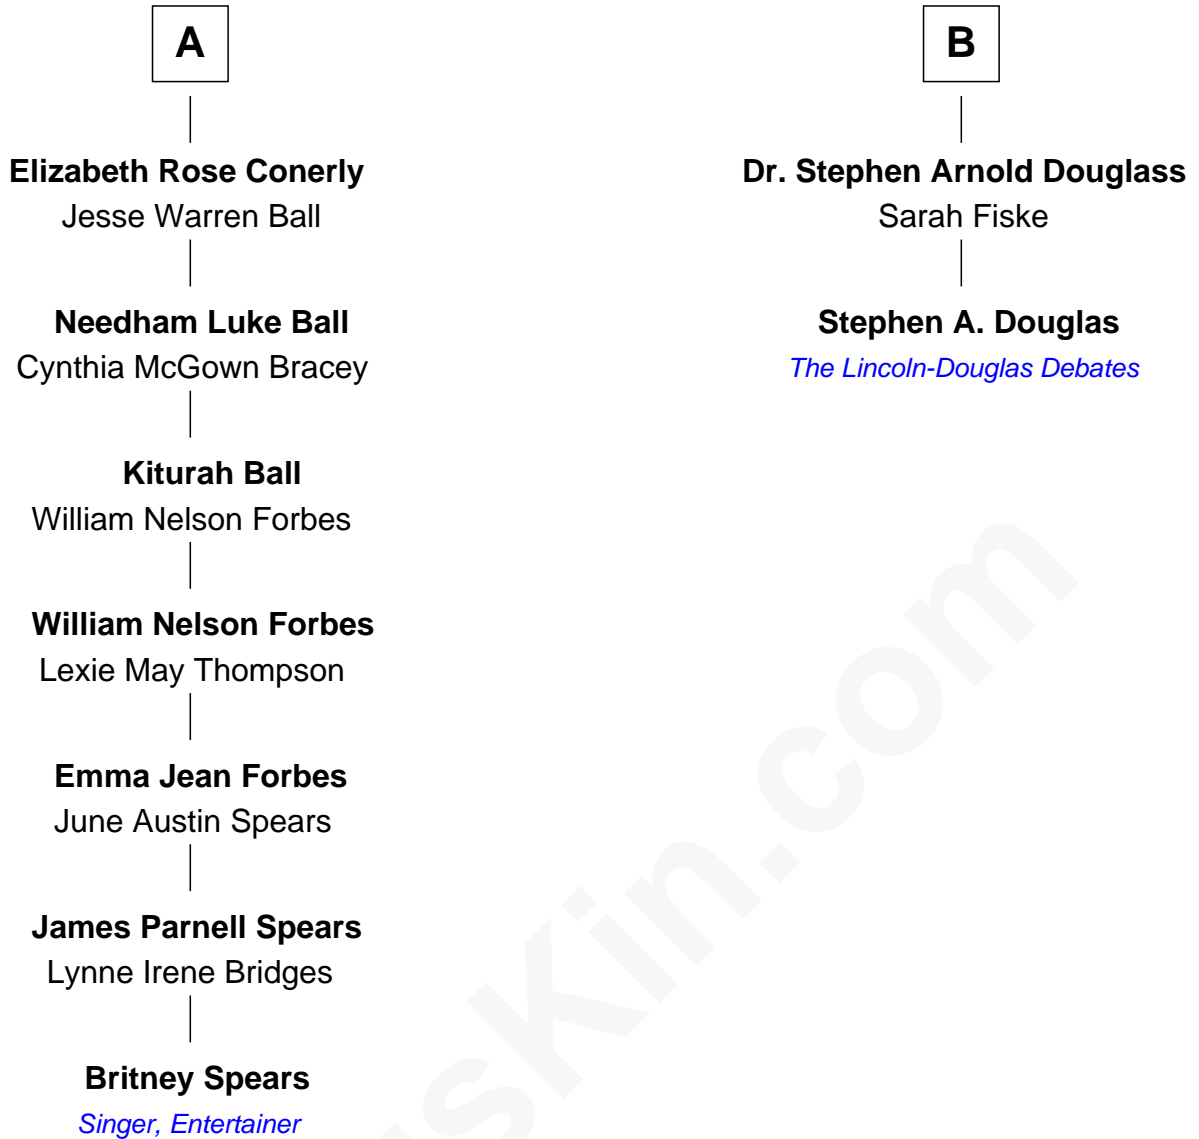 A
Elizabeth Rose Conerly
Jesse Warren Ball
Needham Luke Ball
Cynthia McGown Bracey
Kiturah Ball
William Nelson Forbes
William Nelson Forbes
Lexie May Thompson
Emma Jean Forbes
June Austin Spears
James Parnell Spears
Lynne Irene Bridges
Britney Spears
Singer, Entertainer
B
Dr. Stephen Arnold Douglass
Sarah Fiske
Stephen A. Douglas
The Lincoln-Douglas Debates
sKin.com